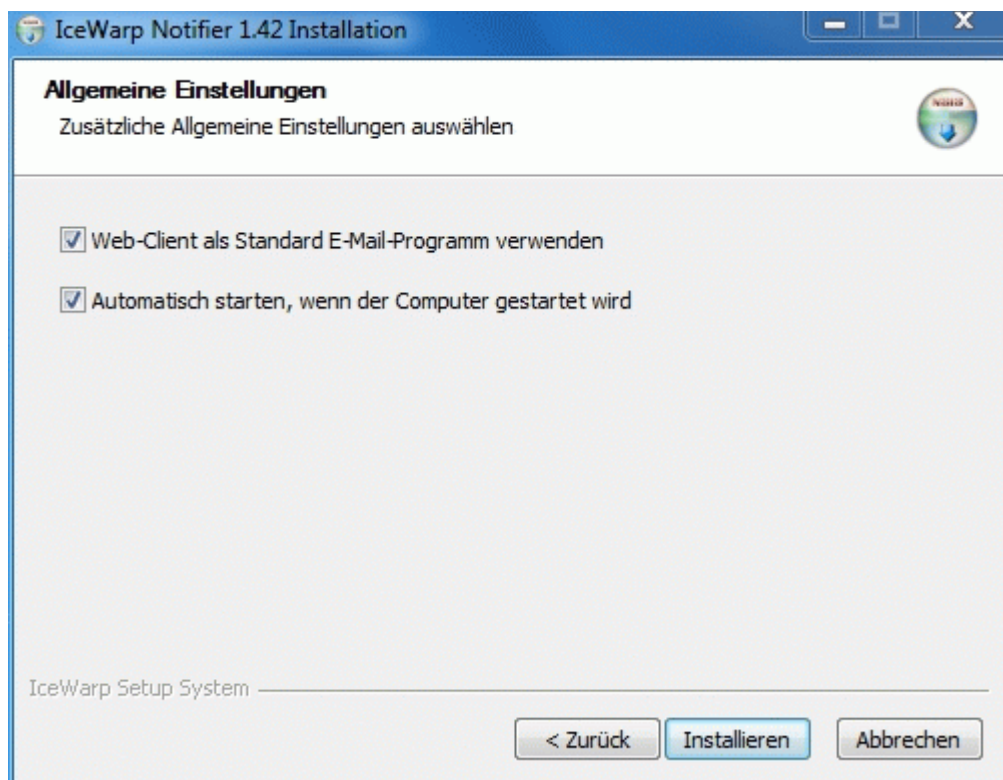 IceWarp Notifier 1.42 Installation
Allgemeine Einstellungen
Zusätzliche Allgemeine Einstellungen auswählen
Web-Client als Standard E-Mail-Programm verwenden
Automatisch starten, wenn der Computer gestartet wird
IceWarp Setup System
< Zurück
Installieren
Abbrechen